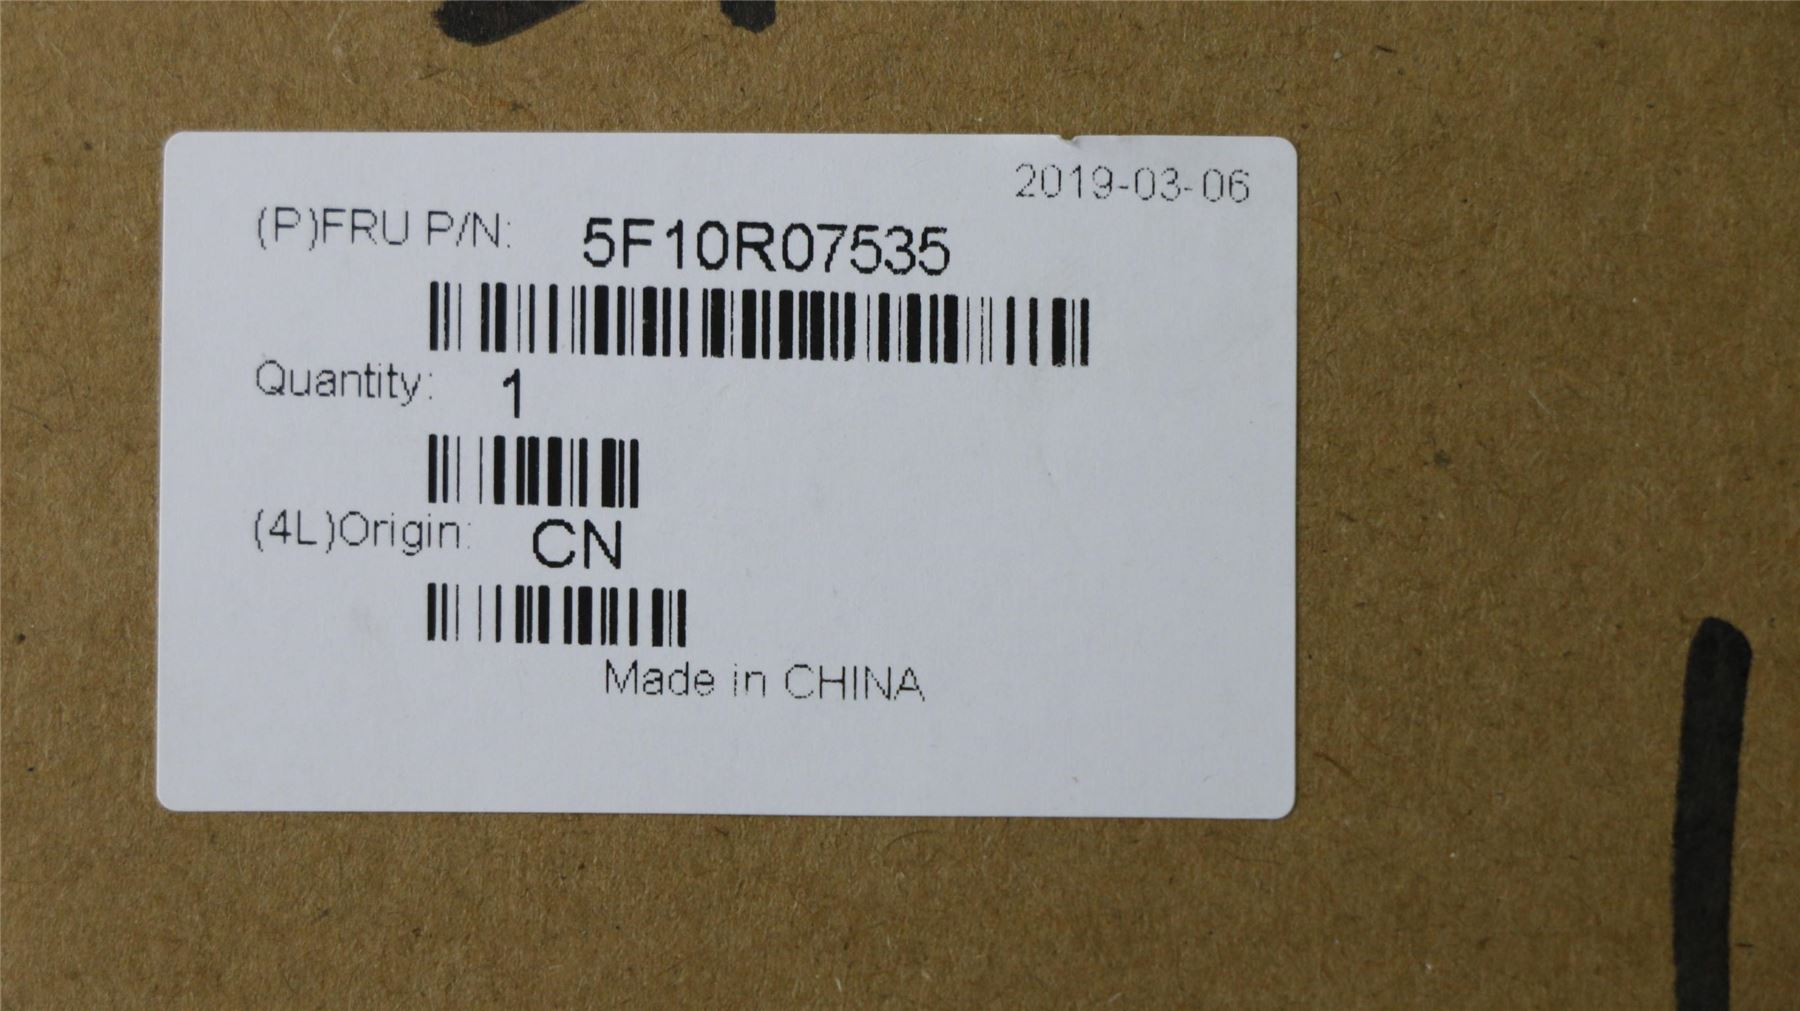 2019-03-06
(P)FRU P/N: 5F10R07535
Quantity: 1
(4L)Origin: CN
Made in CHINA